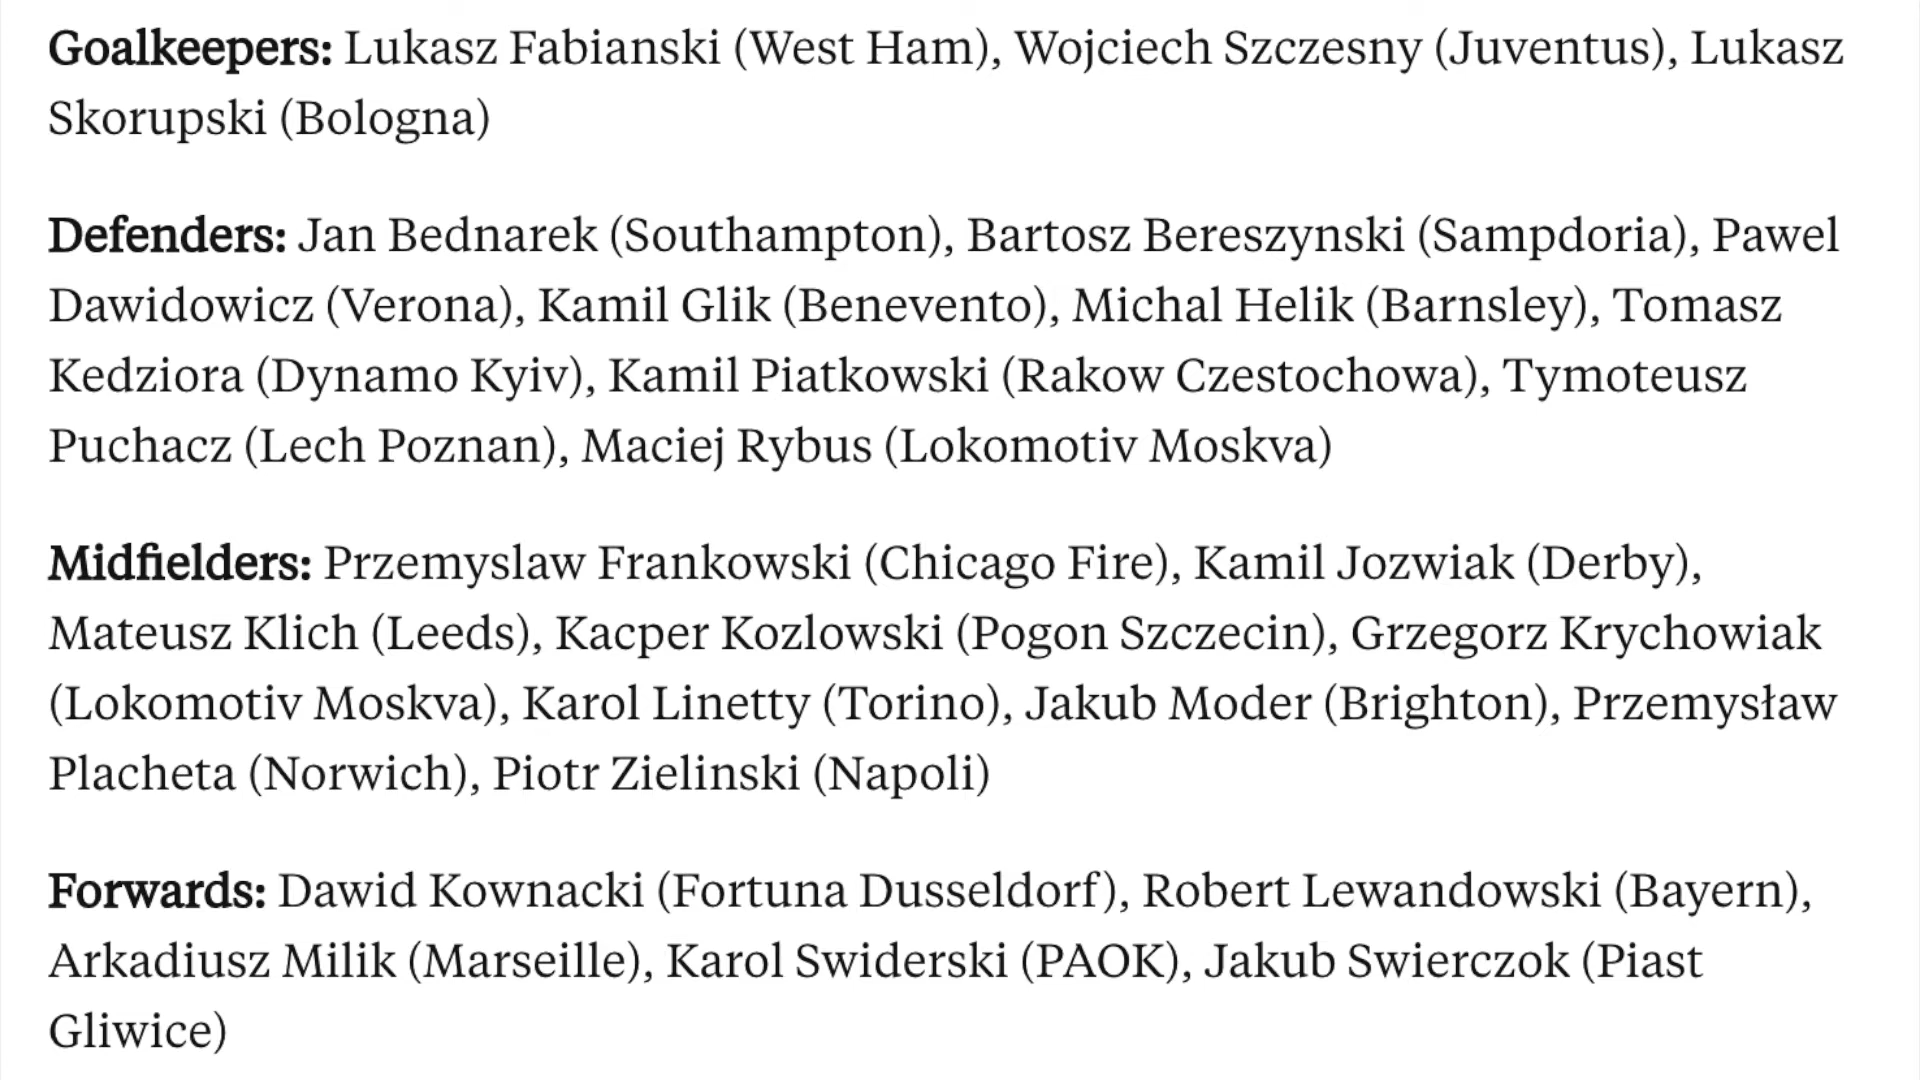 Goalkeepers: Lukasz Fabianski (West Ham), Wojciech Szczesny (Juventus), Lukasz
Skorupski (Bologna)
Defenders: Jan Bednarek (Southampton), Bartosz Bereszynski (Sampdoria), Pawel
Dawidowicz (Verona), Kamil Glik (Benevento), Michal Helik (Barnsley), Tomasz
Kedziora (Dynamo Kyiv), Kamil Piatkowski (Rakow Czestochowa), Tymoteusz
Puchacz (Lech Poznan), Maciej Rybus (Lokomotiv Moskva)
Midfielders: Przemyslaw Frankowski (Chicago Fire), Kamil Jozwiak (Derby),
Mateusz Klich (Leeds), Kacper Kozlowski (Pogon Szczecin), Grzegorz Krychowiak
(Lokomotiv Moskva), Karol Linetty (Torino), Jakub Moder (Brighton), Przemysław
Placheta (Norwich), Piotr Zielinski (Napoli)
Forwards: Dawid Kownacki (Fortuna Dusseldorf), Robert Lewandowski (Bayern),
Arkadiusz Milik (Marseille), Karol Swiderski (PAOK), Jakub Swierczok (Piast
Gliwice)